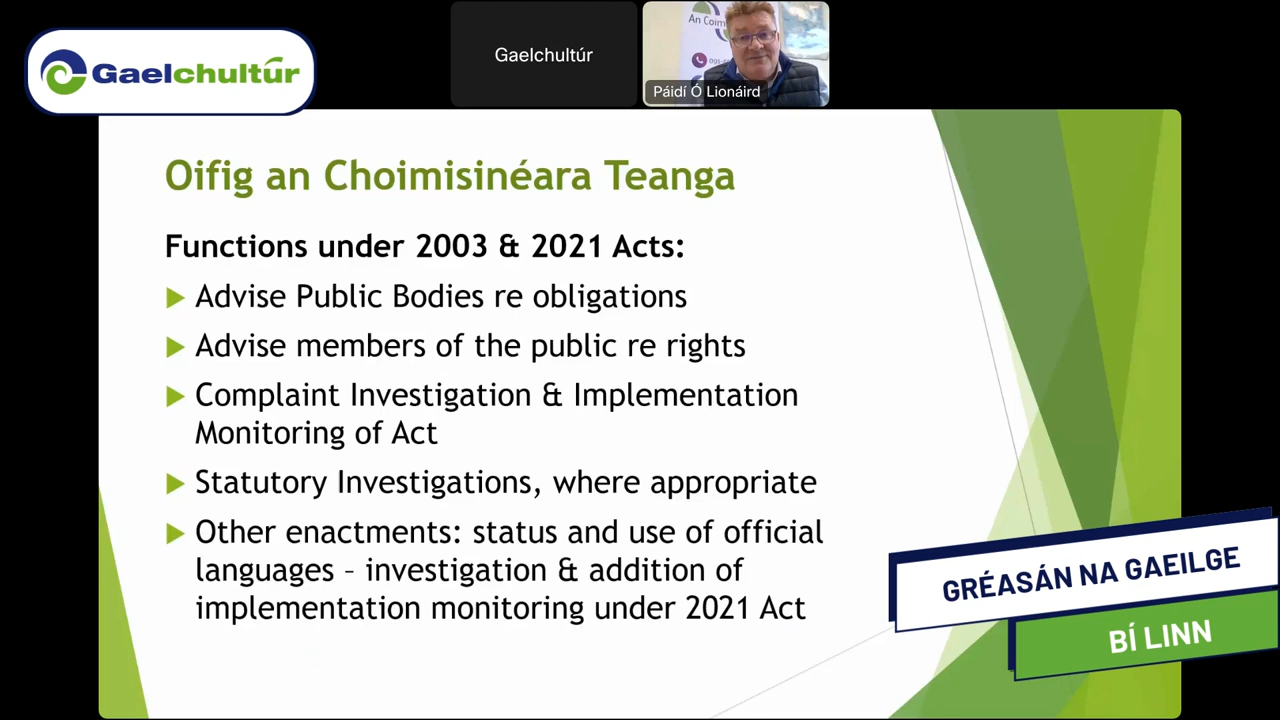 Gaelchultúr
Gaelchultúr
An Coim
Páidí Ó Lionáird
Oifig an Choimisinéara Teanga
Functions under 2003 & 2021 Acts:
Advise Public Bodies re obligations
Advise members of the public re rights
Complaint Investigation & Implementation
Monitoring of Act
Statutory Investigations, where appropriate
Other enactments: status and use of official
languages – investigation & addition of
implementation monitoring under 2021 Act
GRÉASÁN NA GAEILGE
BÍ LINN